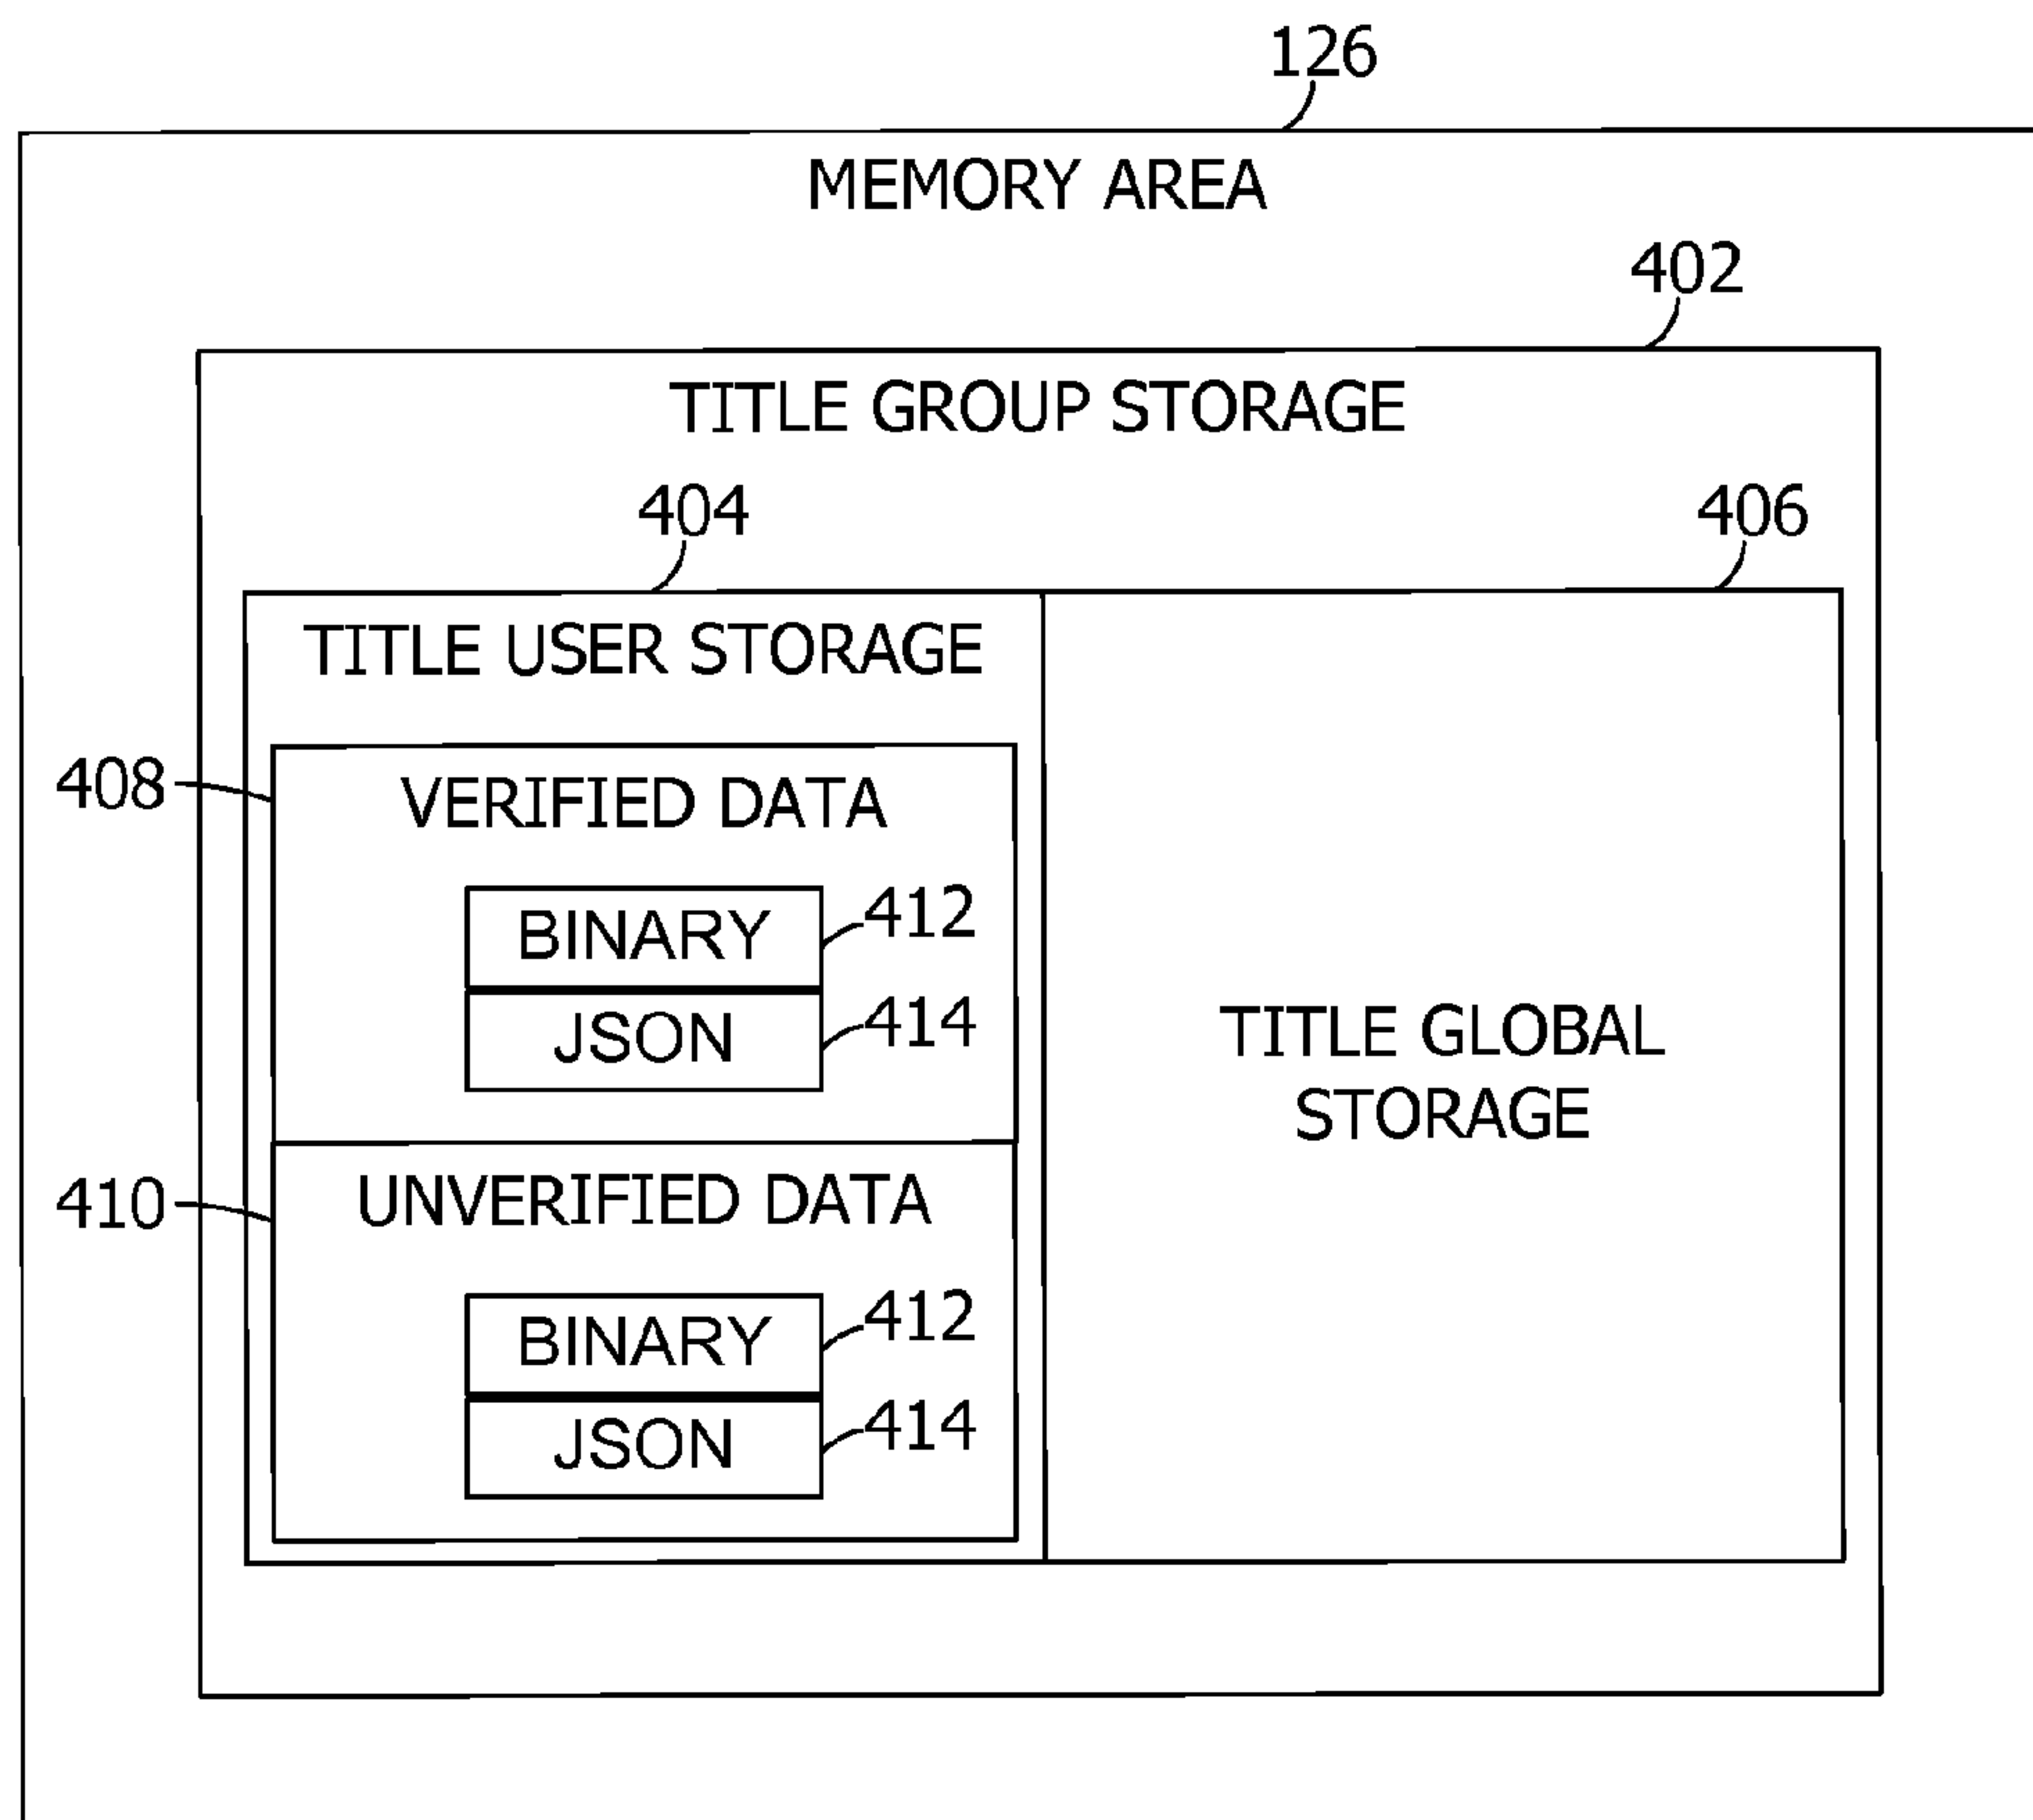 126
MEMORY AREA
402
TITLE GROUP STORAGE
404
406
TITLE USER STORAGE
408
VERIFIED DATA
BINARY
412
JSON
414
410
UNVERIFIED DATA
BINARY
412
JSON
414
TITLE GLOBAL
STORAGE